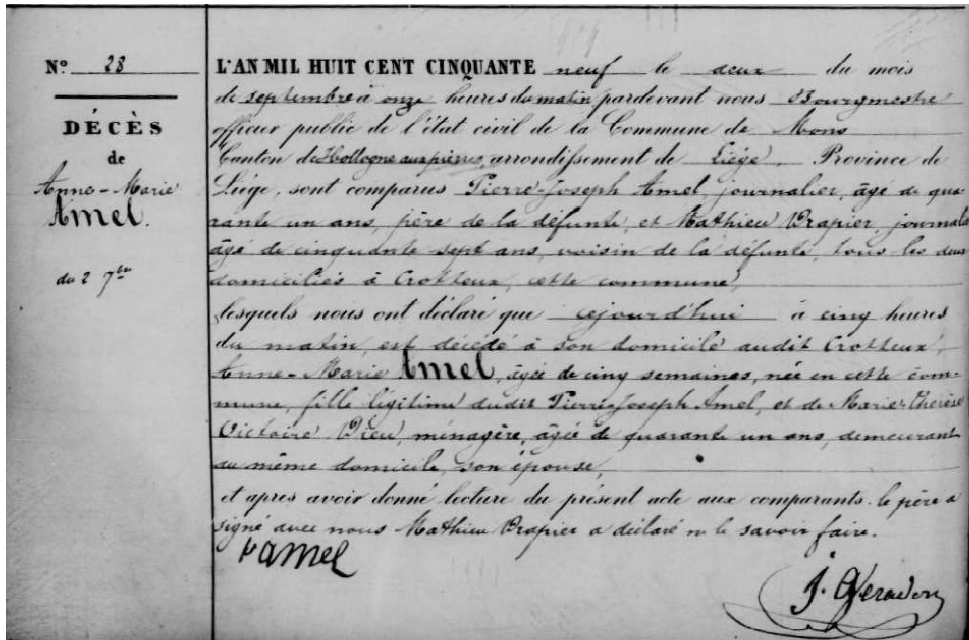 Nº 28
DÉCÈS
de
Anne-Marie
Amel.
du 2 7bre
L'AN MIL HUIT CENT CINQUANTE neuf le deux du mois
de septembre à onze heures du matin pardevant nous Bourgmestre
officier public de l'état civil de la Commune de Mons
Canton de Hollogne aux pierres, arrondissement de Liége, Province de
Liége, sont comparus Pierre-Joseph Amel, journalier, âgé de qua-
rante un ans, père de la défunte, et Mathieu Drapier, journalier
âgé de cinquante-sept ans, voisin de la défunte, tous les deux
domiciliés à Crotteux, cette commune,
lesquels nous ont déclaré que cejourd'hui à cinq heures
du matin, est décédé à son domicile audit Crotteux,
Anne-Marie Amel, âgée de cinq semaines, née en cette com-
mune, fille légitime dudit Pierre-Joseph Amel, et de Marie-Thérèse
Victoire Dieu, ménagère, âgée de quarante un ans, demeurant
au même domicile, son épouse,
et après avoir donné lecture du présent acte aux comparants. le père a
signé avec nous Mathieu Drapier a déclaré ne le savoir faire.
Amel